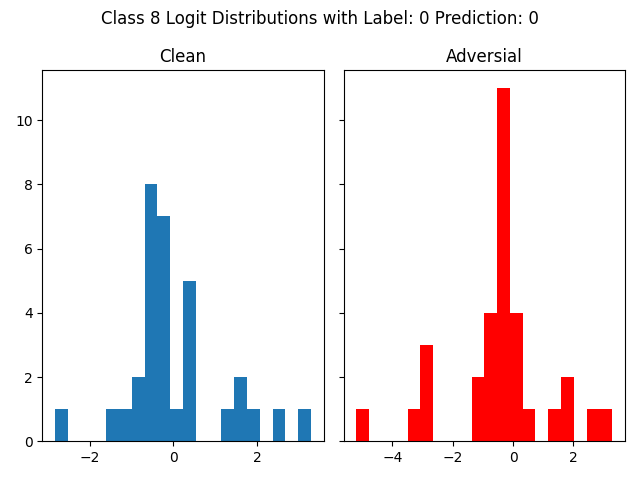 Class 8 Logit Distributions with Label: 0 Prediction: 0
Clean
Adversial
10
8
6
4
2
0
−2 0 2
−4 −2 0 2